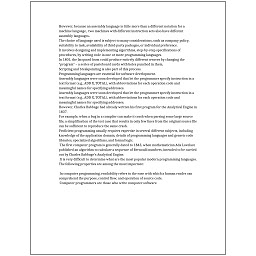 However, because an assembly language is little more than a different notation for a
machine language, two machines with different instruction sets also have different
assembly languages.
The choice of language used is subject to many considerations, such as company policy,
suitability to task, availability of third-party packages, or individual preference.
It involves designing and implementing algorithms, step-by-step specifications of
procedures, by writing code in one or more programming languages.
In 1801, the Jacquard loom could produce entirely different weaves by changing the
"program" – a series of pasteboard cards with holes punched in them.
Scripting and breakpointing is also part of this process.
Programming languages are essential for software development.
Assembly languages were soon developed that let the programmer specify instruction in a
text format (e.g., ADD X, TOTAL), with abbreviations for each operation code and
meaningful names for specifying addresses.
Assembly languages were soon developed that let the programmer specify instruction in a
text format (e.g., ADD X, TOTAL), with abbreviations for each operation code and
meaningful names for specifying addresses.
However, Charles Babbage had already written his first program for the Analytical Engine in
1837.
For example, when a bug in a compiler can make it crash when parsing some large source
file, a simplification of the test case that results in only few lines from the original source file
can be sufficient to reproduce the same crash.
Proficient programming usually requires expertise in several different subjects, including
knowledge of the application domain, details of programming languages and generic code
libraries, specialized algorithms, and formal logic.
The first computer program is generally dated to 1843, when mathematician Ada Lovelace
published an algorithm to calculate a sequence of Bernoulli numbers, intended to be carried
out by Charles Babbage's Analytical Engine.
It is very difficult to determine what are the most popular modern programming languages.
The following properties are among the most important:

In computer programming, readability refers to the ease with which a human reader can
comprehend the purpose, control flow, and operation of source code.
Computer programmers are those who write computer software.